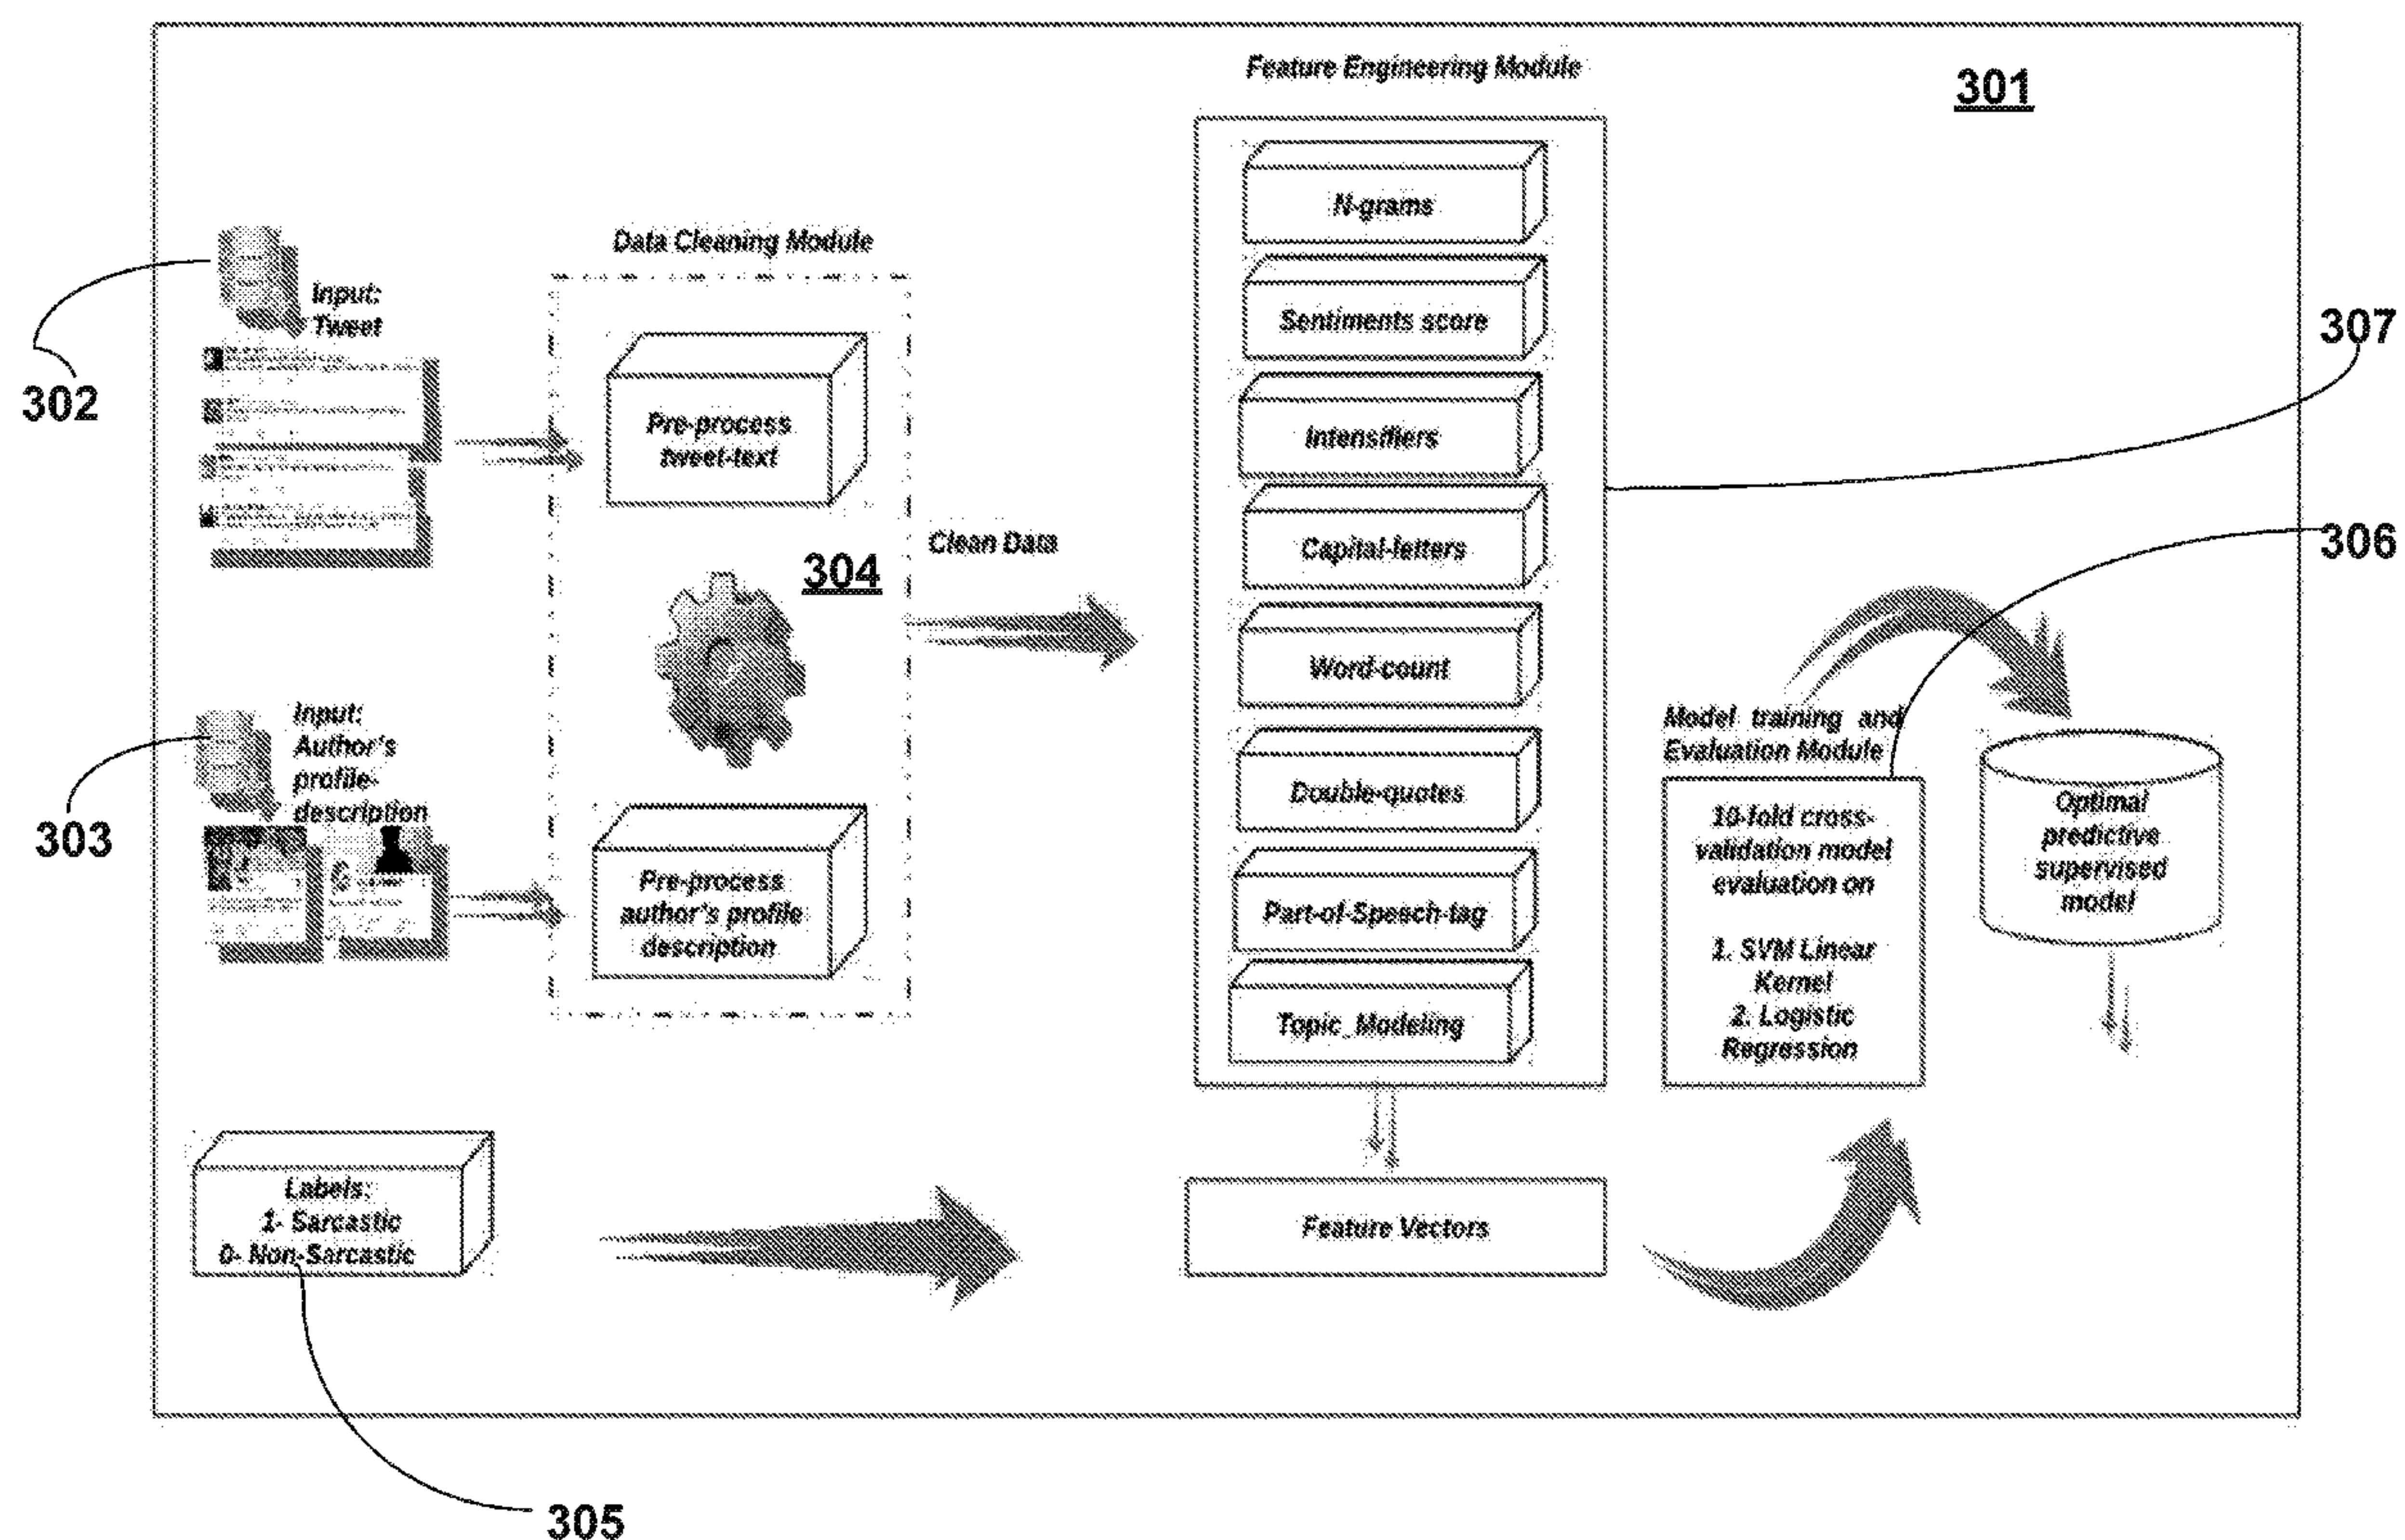 301
302
Input:
Tweet
303
Input:
Author's
profile-
description
Data Cleaning Module
Pre-process
tweet-text
304
Pre-process
author's profile
description
Clean Data
Labels:
1- Sarcastic
0- Non-Sarcastic
305
Feature Engineering Module
N-grams
Sentiments score
Intensifiers
Capital-letters
Word-count
Double-quotes
Part-of-Speech-tag
Topic_Modeling
307
Feature Vectors
306
Model training and
Evaluation Module
10-fold cross-
validation model
evaluation on
1. SVM Linear
Kernel
2. Logistic
Regression
Optimal
predictive
supervised
model